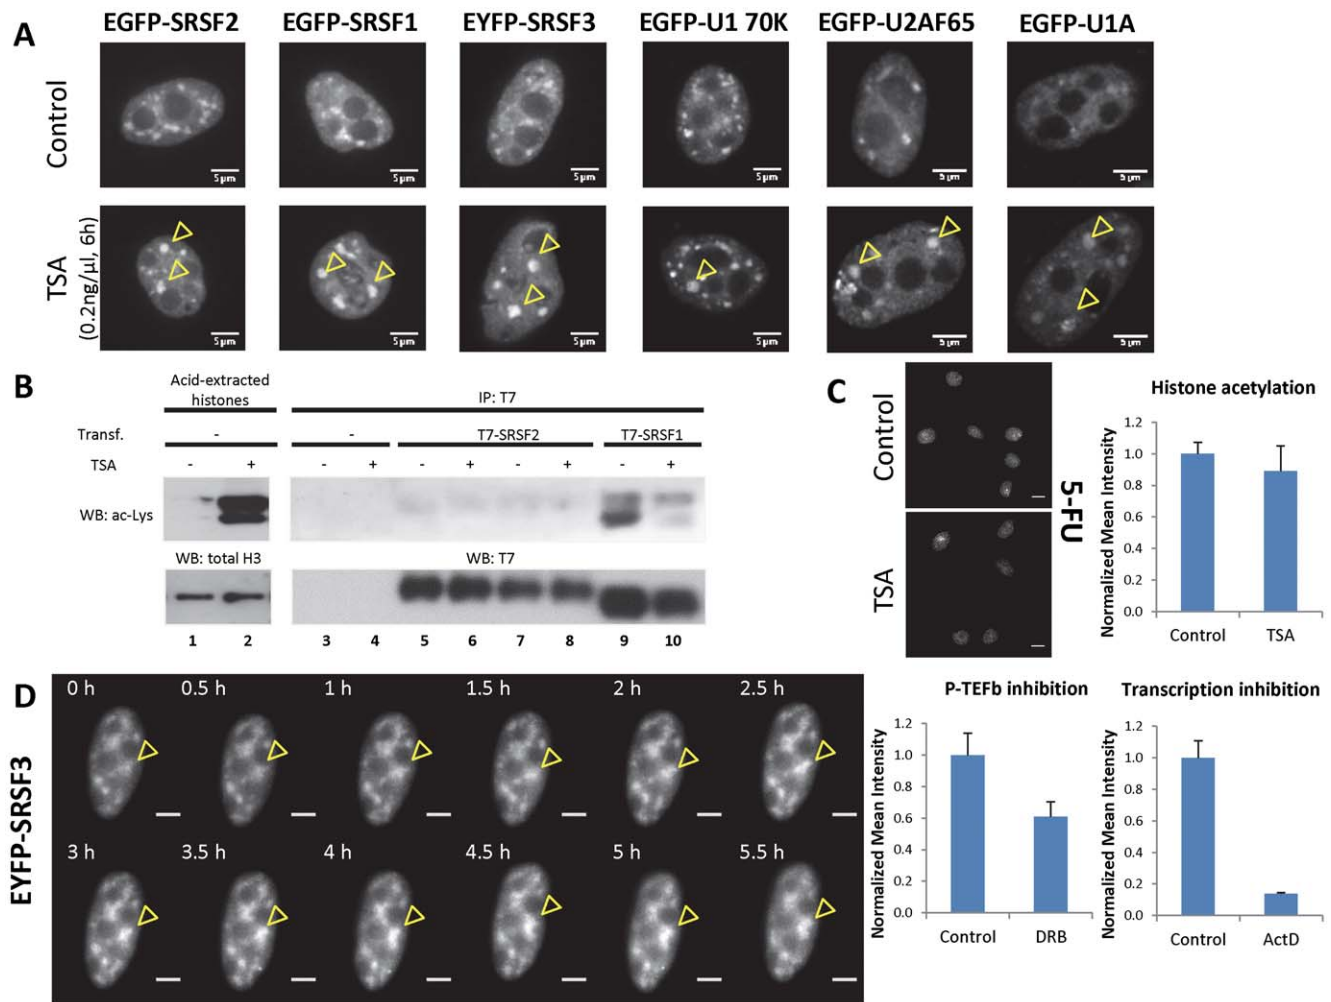 A
EGFP-SRSF2 EGFP-SRSF1 EYFP-SRSF3 EGFP-U1 70K EGFP-U2AF65 EGFP-U1A
Control
5µm 5µm 5µm 5µm 5µm 5µm
TSA
(0.2ng/µl, 6h)
5µm 5µm 5µm 5µm 5µm 5µm
B
Acid-extracted
histones
IP: T7
Transf. - - T7-SRSF2 T7-SRSF1
TSA - + - + - + - + - +
WB: ac-Lys
WB: total H3 WB: T7
1 2 3 4 5 6 7 8 9 10
C
Control
TSA
5-FU
Histone acetylation
Normalized Mean Intensity
1.2
1.0
0.8
0.6
0.4
0.2
0.0
Control TSA
D
EYFP-SRSF3
0 h 0.5 h 1 h 1.5 h 2 h 2.5 h
3 h 3.5 h 4 h 4.5 h 5 h 5.5 h
P-TEFb inhibition
Normalized Mean Intensity
1.2
1.0
0.8
0.6
0.4
0.2
0.0
Control DRB
Transcription inhibition
Normalized Mean Intensity
1.2
1.0
0.8
0.6
0.4
0.2
0.0
Control ActD